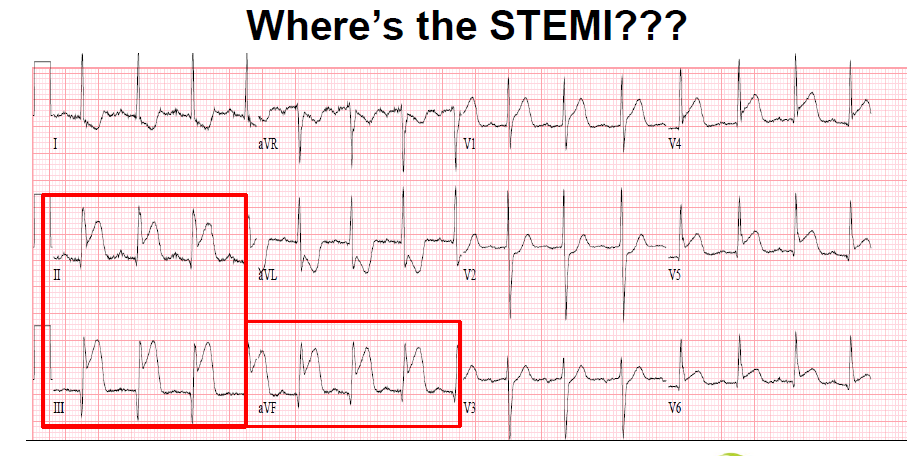 Where's the STEMI???
I aVR V1 V4
II aVL V2 V5
III aVF V3 V6